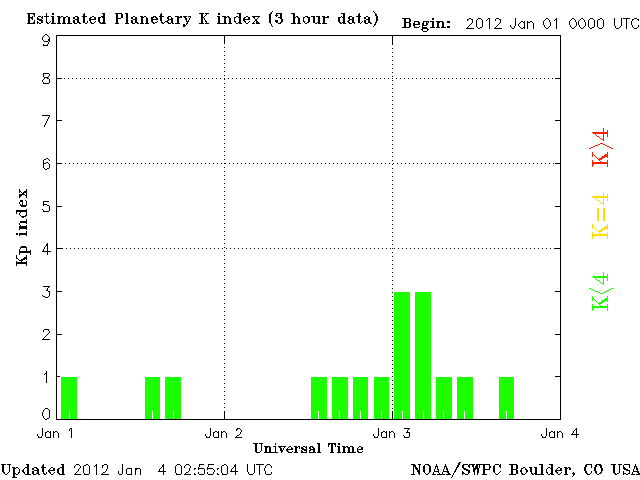 Estimated Planetary K index (3 hour data) Begin: 2012 Jan 01 0000 UTC
9
8
7
6
5
4
3
2
1
0
Kp index
K>4
K=4
K<4
Jan 1 Jan 2 Jan 3 Jan 4
Universal Time
Updated 2012 Jan 4 02:55:04 UTC NOAA/SWPC Boulder, CO USA